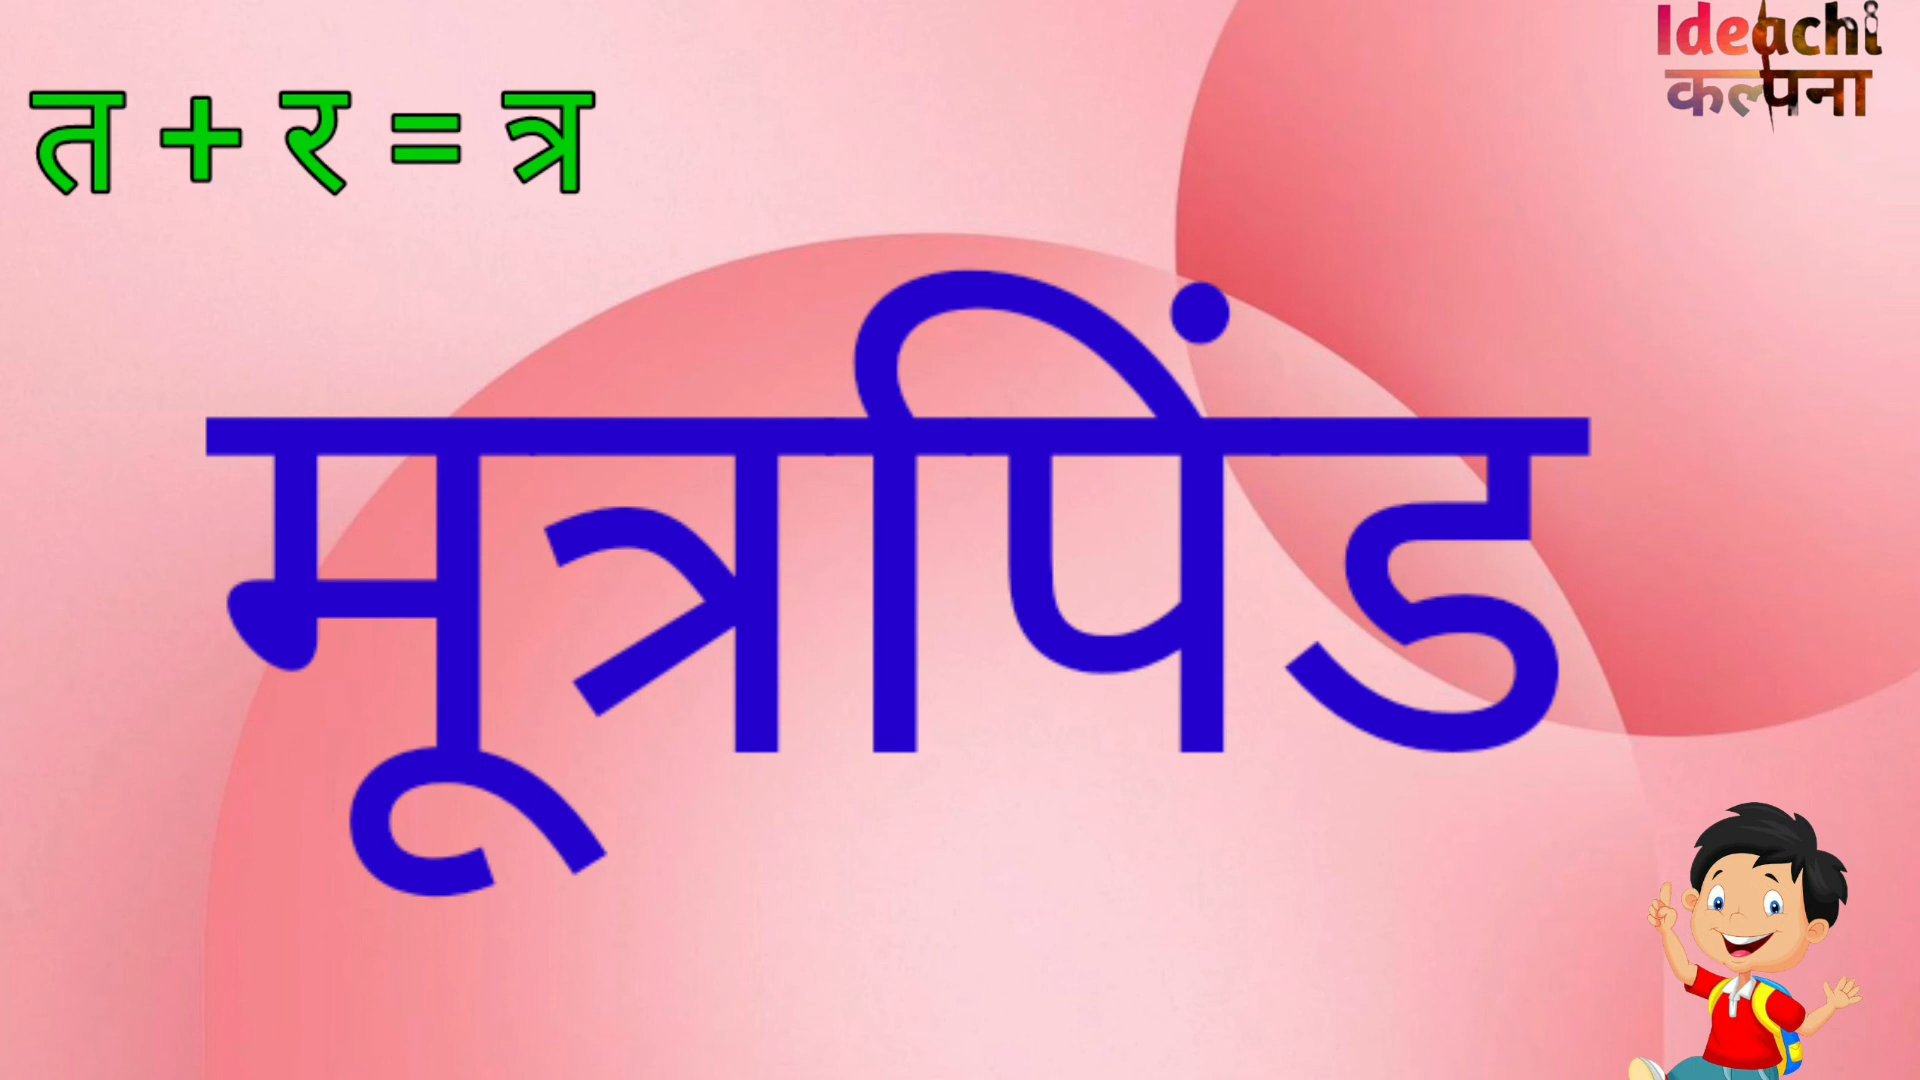 Ideachi
कल्पना
त + र = त्र
मूत्रपिंड